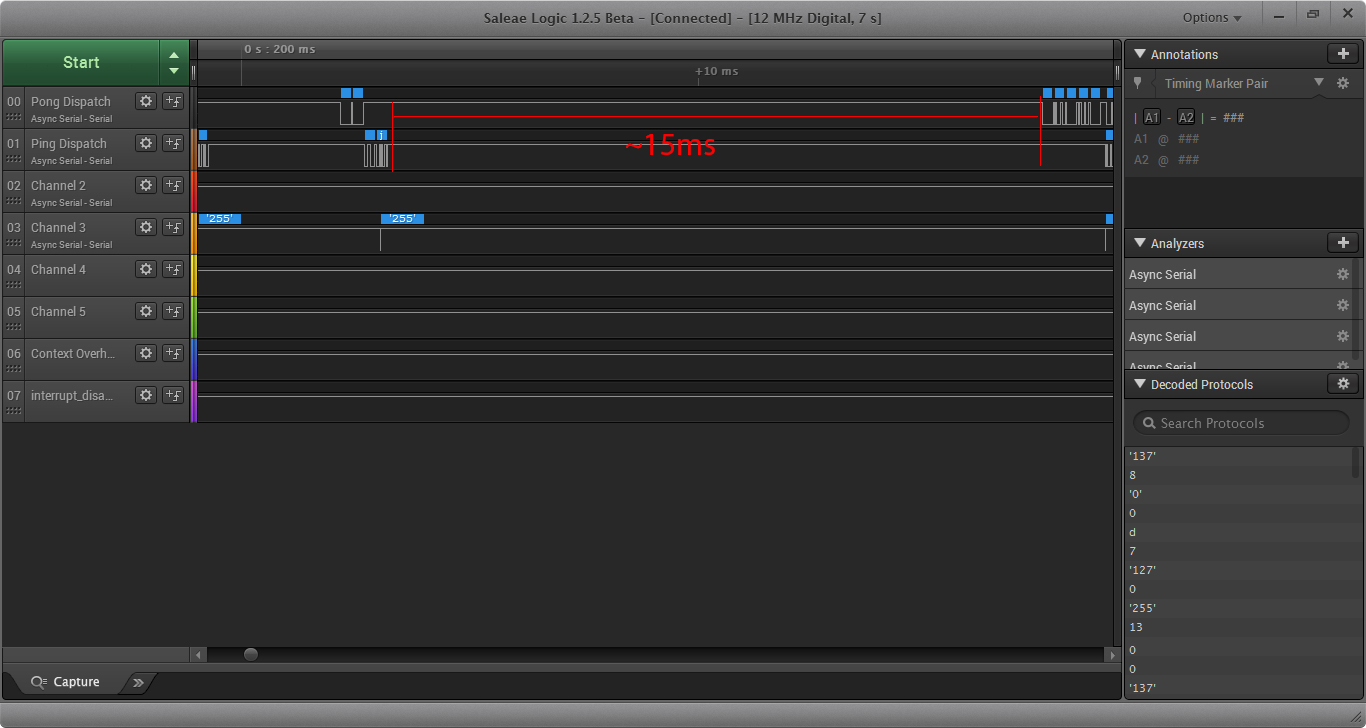 Saleae Logic 1.2.5 Beta - [Connected] - [12 MHz Digital, 7 s]
Options
Start
0 s : 200 ms
+10 ms
00 Pong Dispatch
Async Serial - Serial
01 Ping Dispatch
Async Serial - Serial
j
~15ms
02 Channel 2
Async Serial - Serial
03 Channel 3
Async Serial - Serial
'255' '255'
04 Channel 4
05 Channel 5
06 Context Overh...
07 interrupt_disa...
Capture
Annotations
Timing Marker Pair
| A1 - A2 | = ###
A1 @ ###
A2 @ ###
Analyzers
Async Serial
Async Serial
Async Serial
Async Serial
Decoded Protocols
Search Protocols
'137'
8
'0'
0
d
7
'127'
0
'255'
13
0
0
'137'